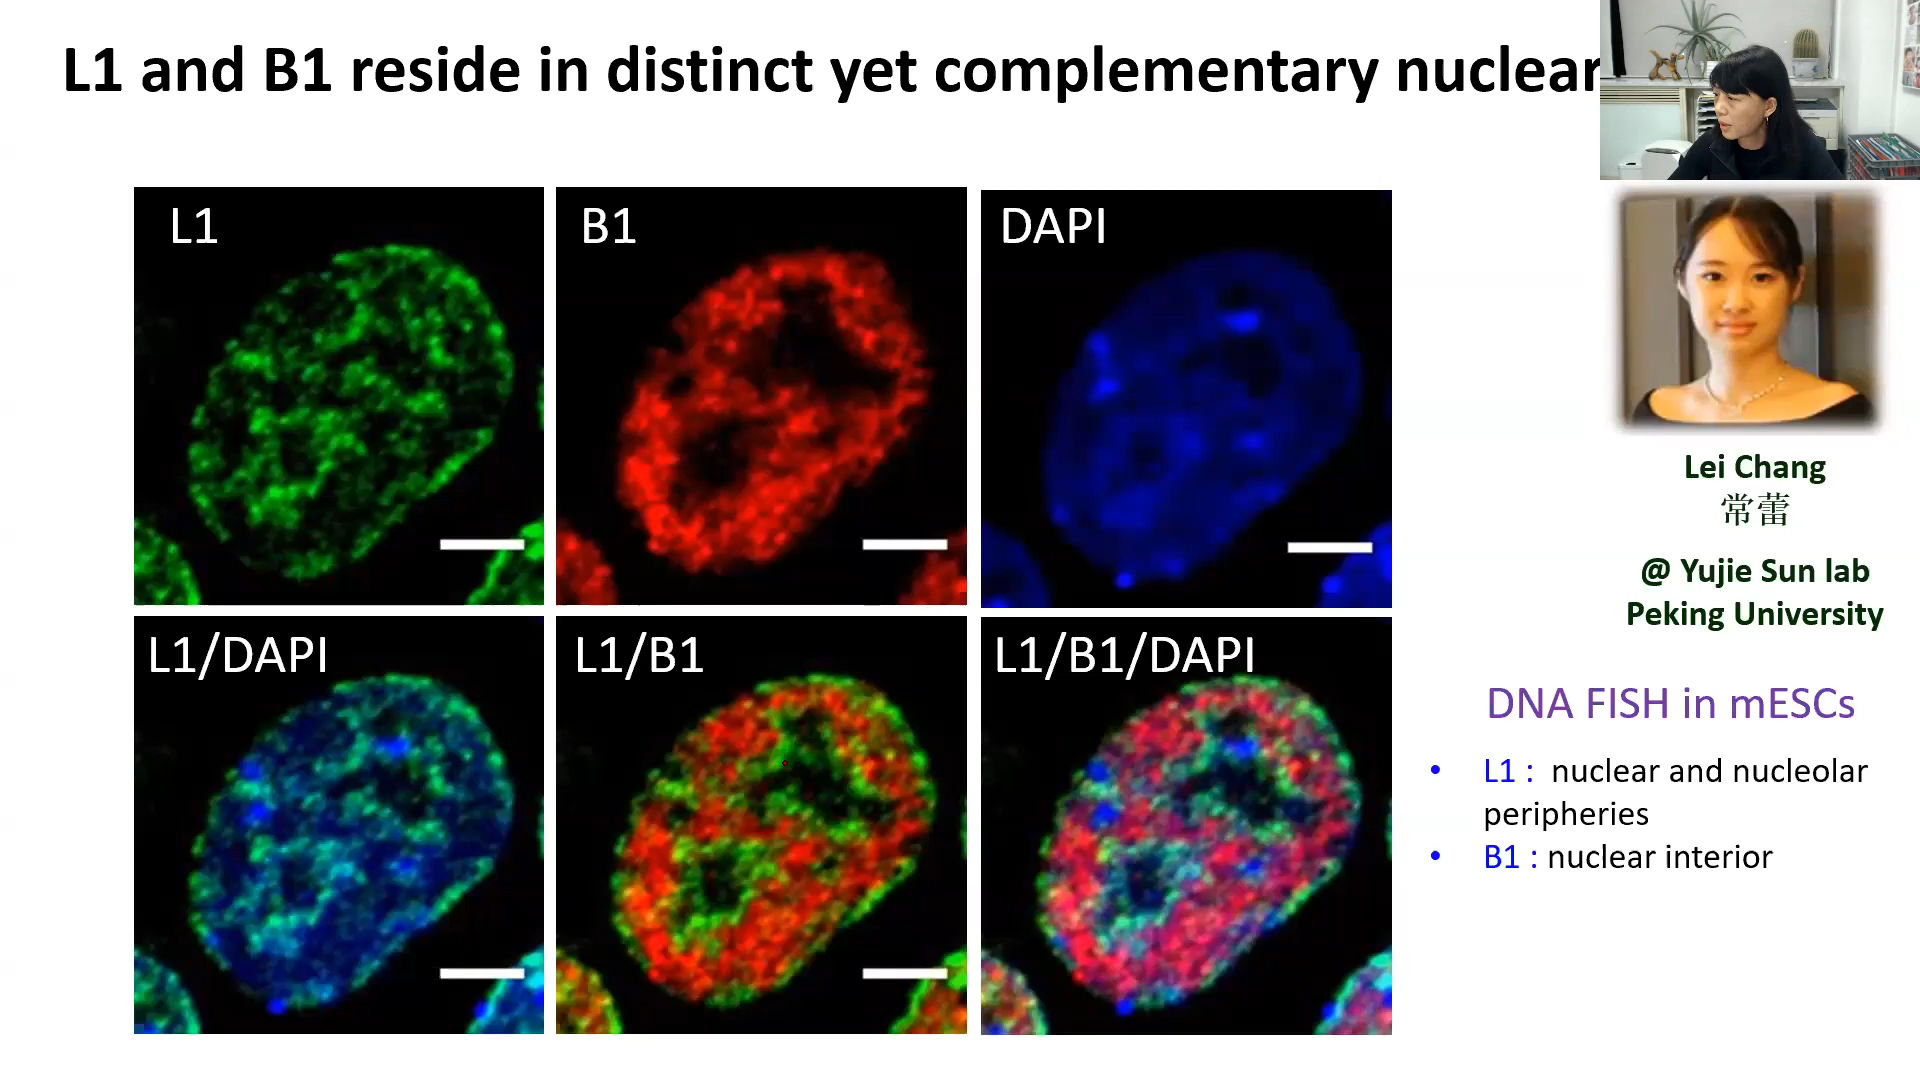 L1 and B1 reside in distinct yet complementary nuclear
L1
B1
DAPI
L1/DAPI
L1/B1
L1/B1/DAPI
Lei Chang
常蕾
@ Yujie Sun lab
Peking University
DNA FISH in mESCs
• L1 : nuclear and nucleolar
peripheries
• B1 : nuclear interior